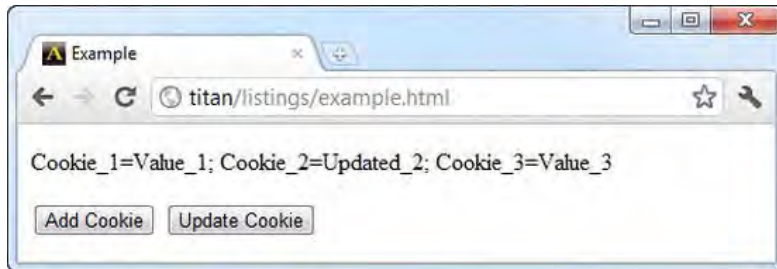 Example
titan/listings/example.html
Cookie_1=Value_1; Cookie_2=Updated_2; Cookie_3=Value_3
Add Cookie Update Cookie